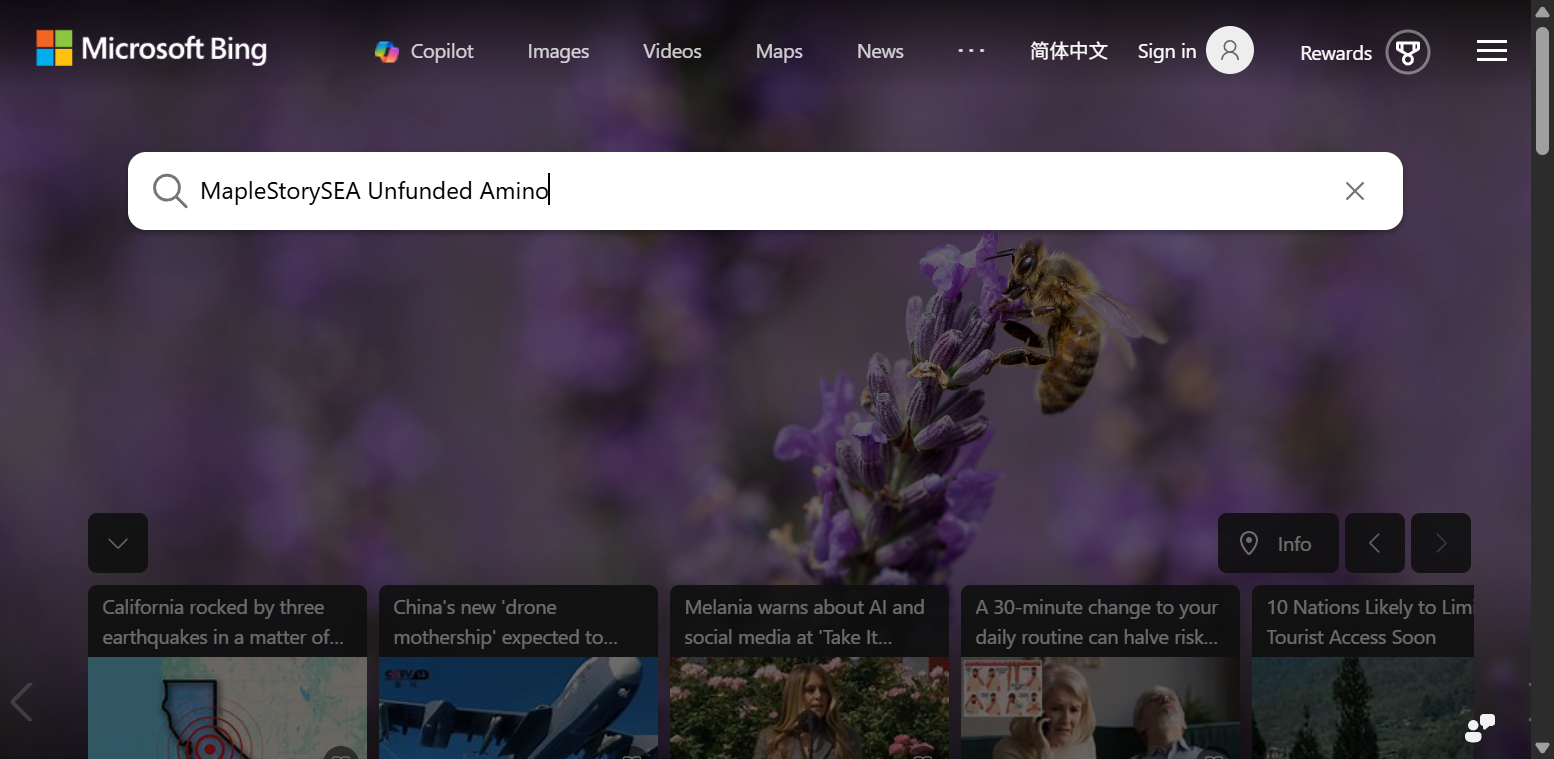 Microsoft Bing
Copilot
Images
Videos
Maps
News
简体中文
Sign in
Rewards
MapleStorySEA Unfunded Amino
Info
California rocked by three
earthquakes in a matter of...
China's new 'drone
mothership' expected to...
Melania warns about AI and
social media at 'Take It...
A 30-minute change to your
daily routine can halve risk...
10 Nations Likely to Limi
Tourist Access Soon